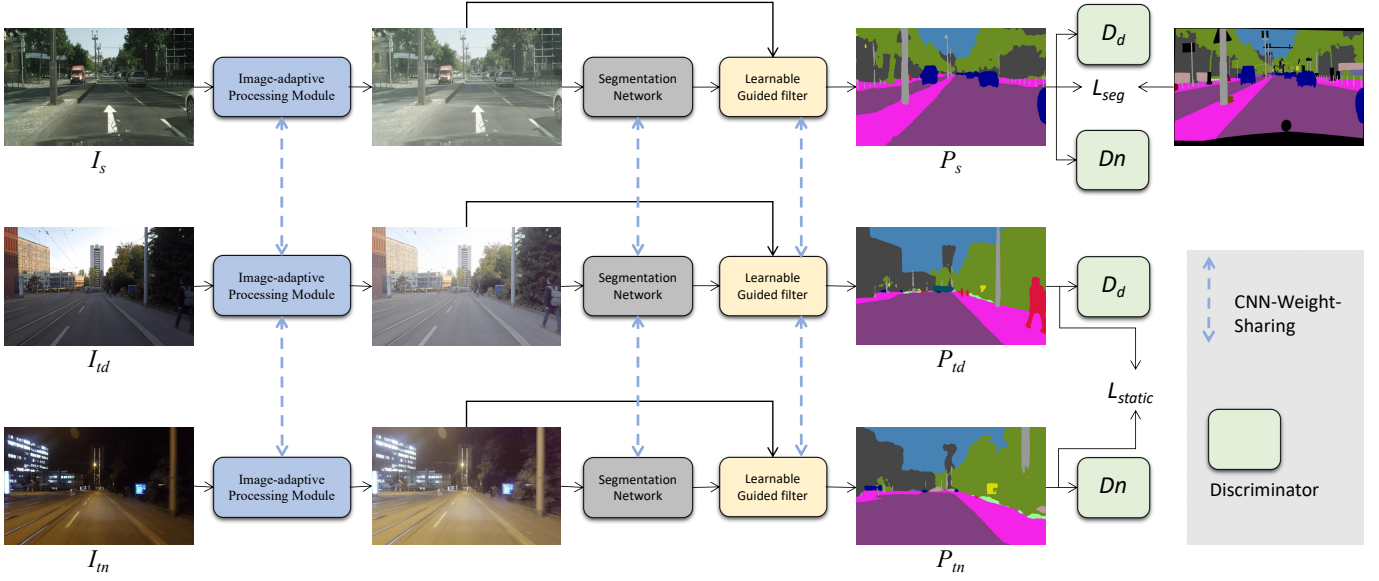 Image-adaptive
Processing Module
Segmentation
Network
Learnable
Guided filter
D_d
L_seg
Dn
I_s
P_s
Image-adaptive
Processing Module
Segmentation
Network
Learnable
Guided filter
D_d
I_td
P_td
L_static
Image-adaptive
Processing Module
Segmentation
Network
Learnable
Guided filter
Dn
I_tn
P_tn
CNN-Weight-
Sharing
Discriminator